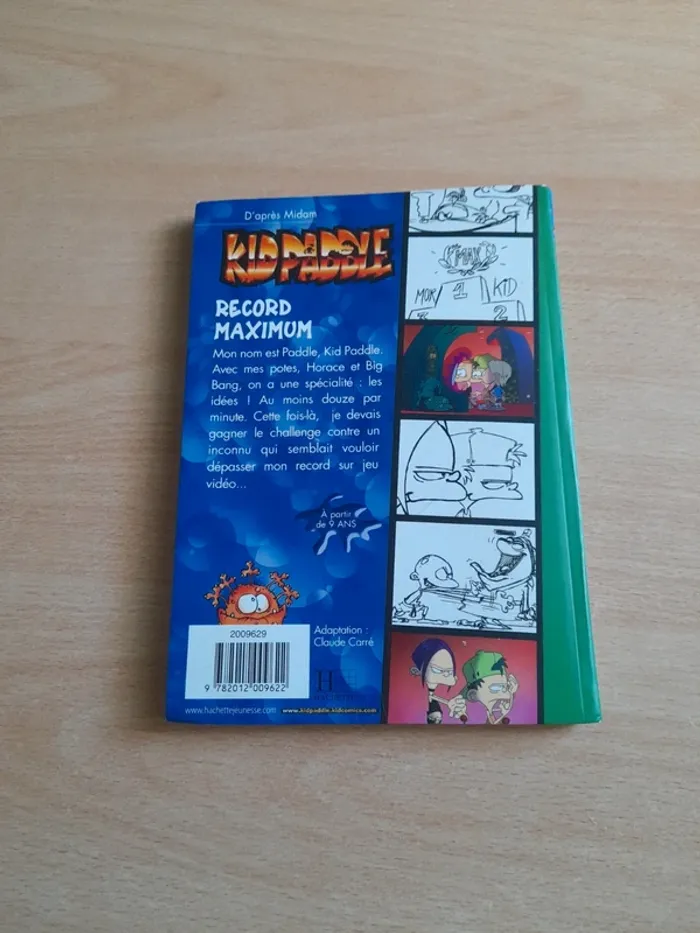 D'après Midam
KID PADDLE
RECORD
MAXIMUM
Mon nom est Paddle, Kid Paddle.
Avec mes potes, Horace et Big
Bang, on a une spécialité : les
idées ! Au moins douze par
minute. Cette fois-là, je devais
gagner le challenge contre un
inconnu qui semblait vouloir
dépasser mon record sur jeu
vidéo...
À partir
de 9 ANS
Adaptation :
Claude Carré
2009629
9 782012 009622
H
www.hachettejeunesse.com
www.kidpaddle.kidcomics.com
MAX
MOR 1 KID
2